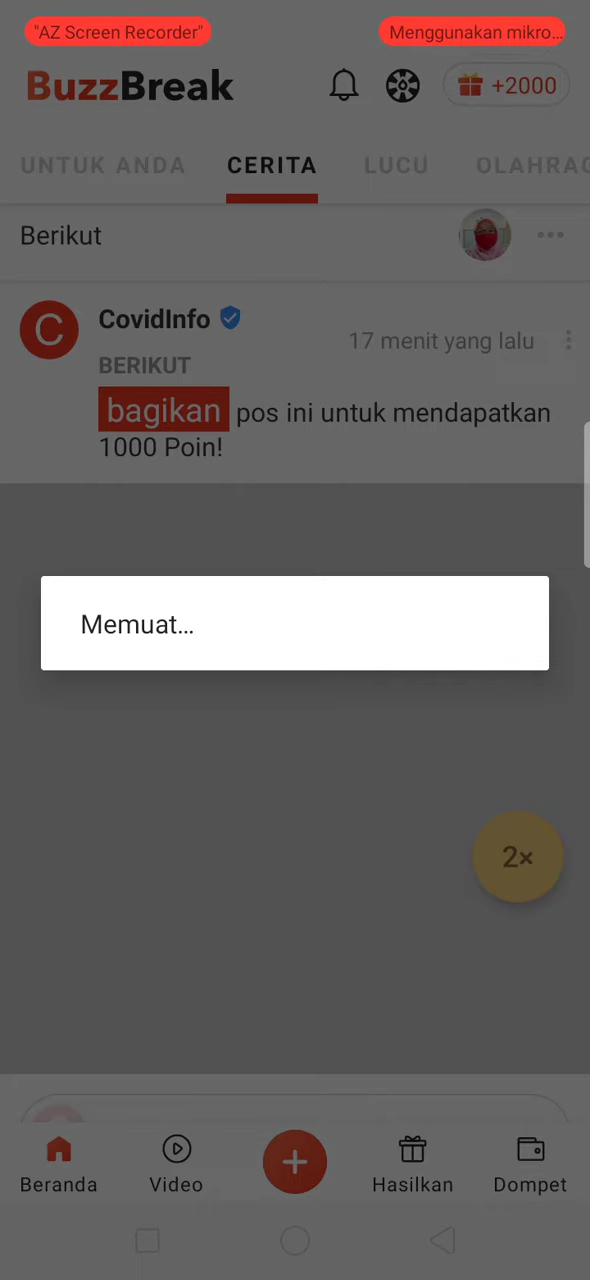 "AZ Screen Recorder" Menggunakan mikro...
BuzzBreak +2000
UNTUK ANDA CERITA LUCU OLAHRAG
Berikut
C CovidInfo
17 menit yang lalu
BERIKUT
bagikan pos ini untuk mendapatkan
1000 Poin!
Memuat...
2×
Beranda Video Hasilkan Dompet